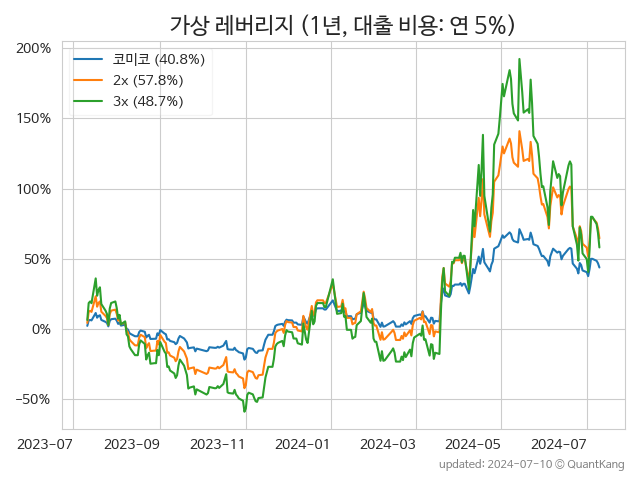 가상 레버리지 (1년, 대출 비용: 연 5%)
200%
코미코 (40.8%)
2x (57.8%)
3x (48.7%)
150%
100%
50%
0%
−50%
2023-07 2023-09 2023-11 2024-01 2024-03 2024-05 2024-07
updated: 2024-07-10 © QuantKang